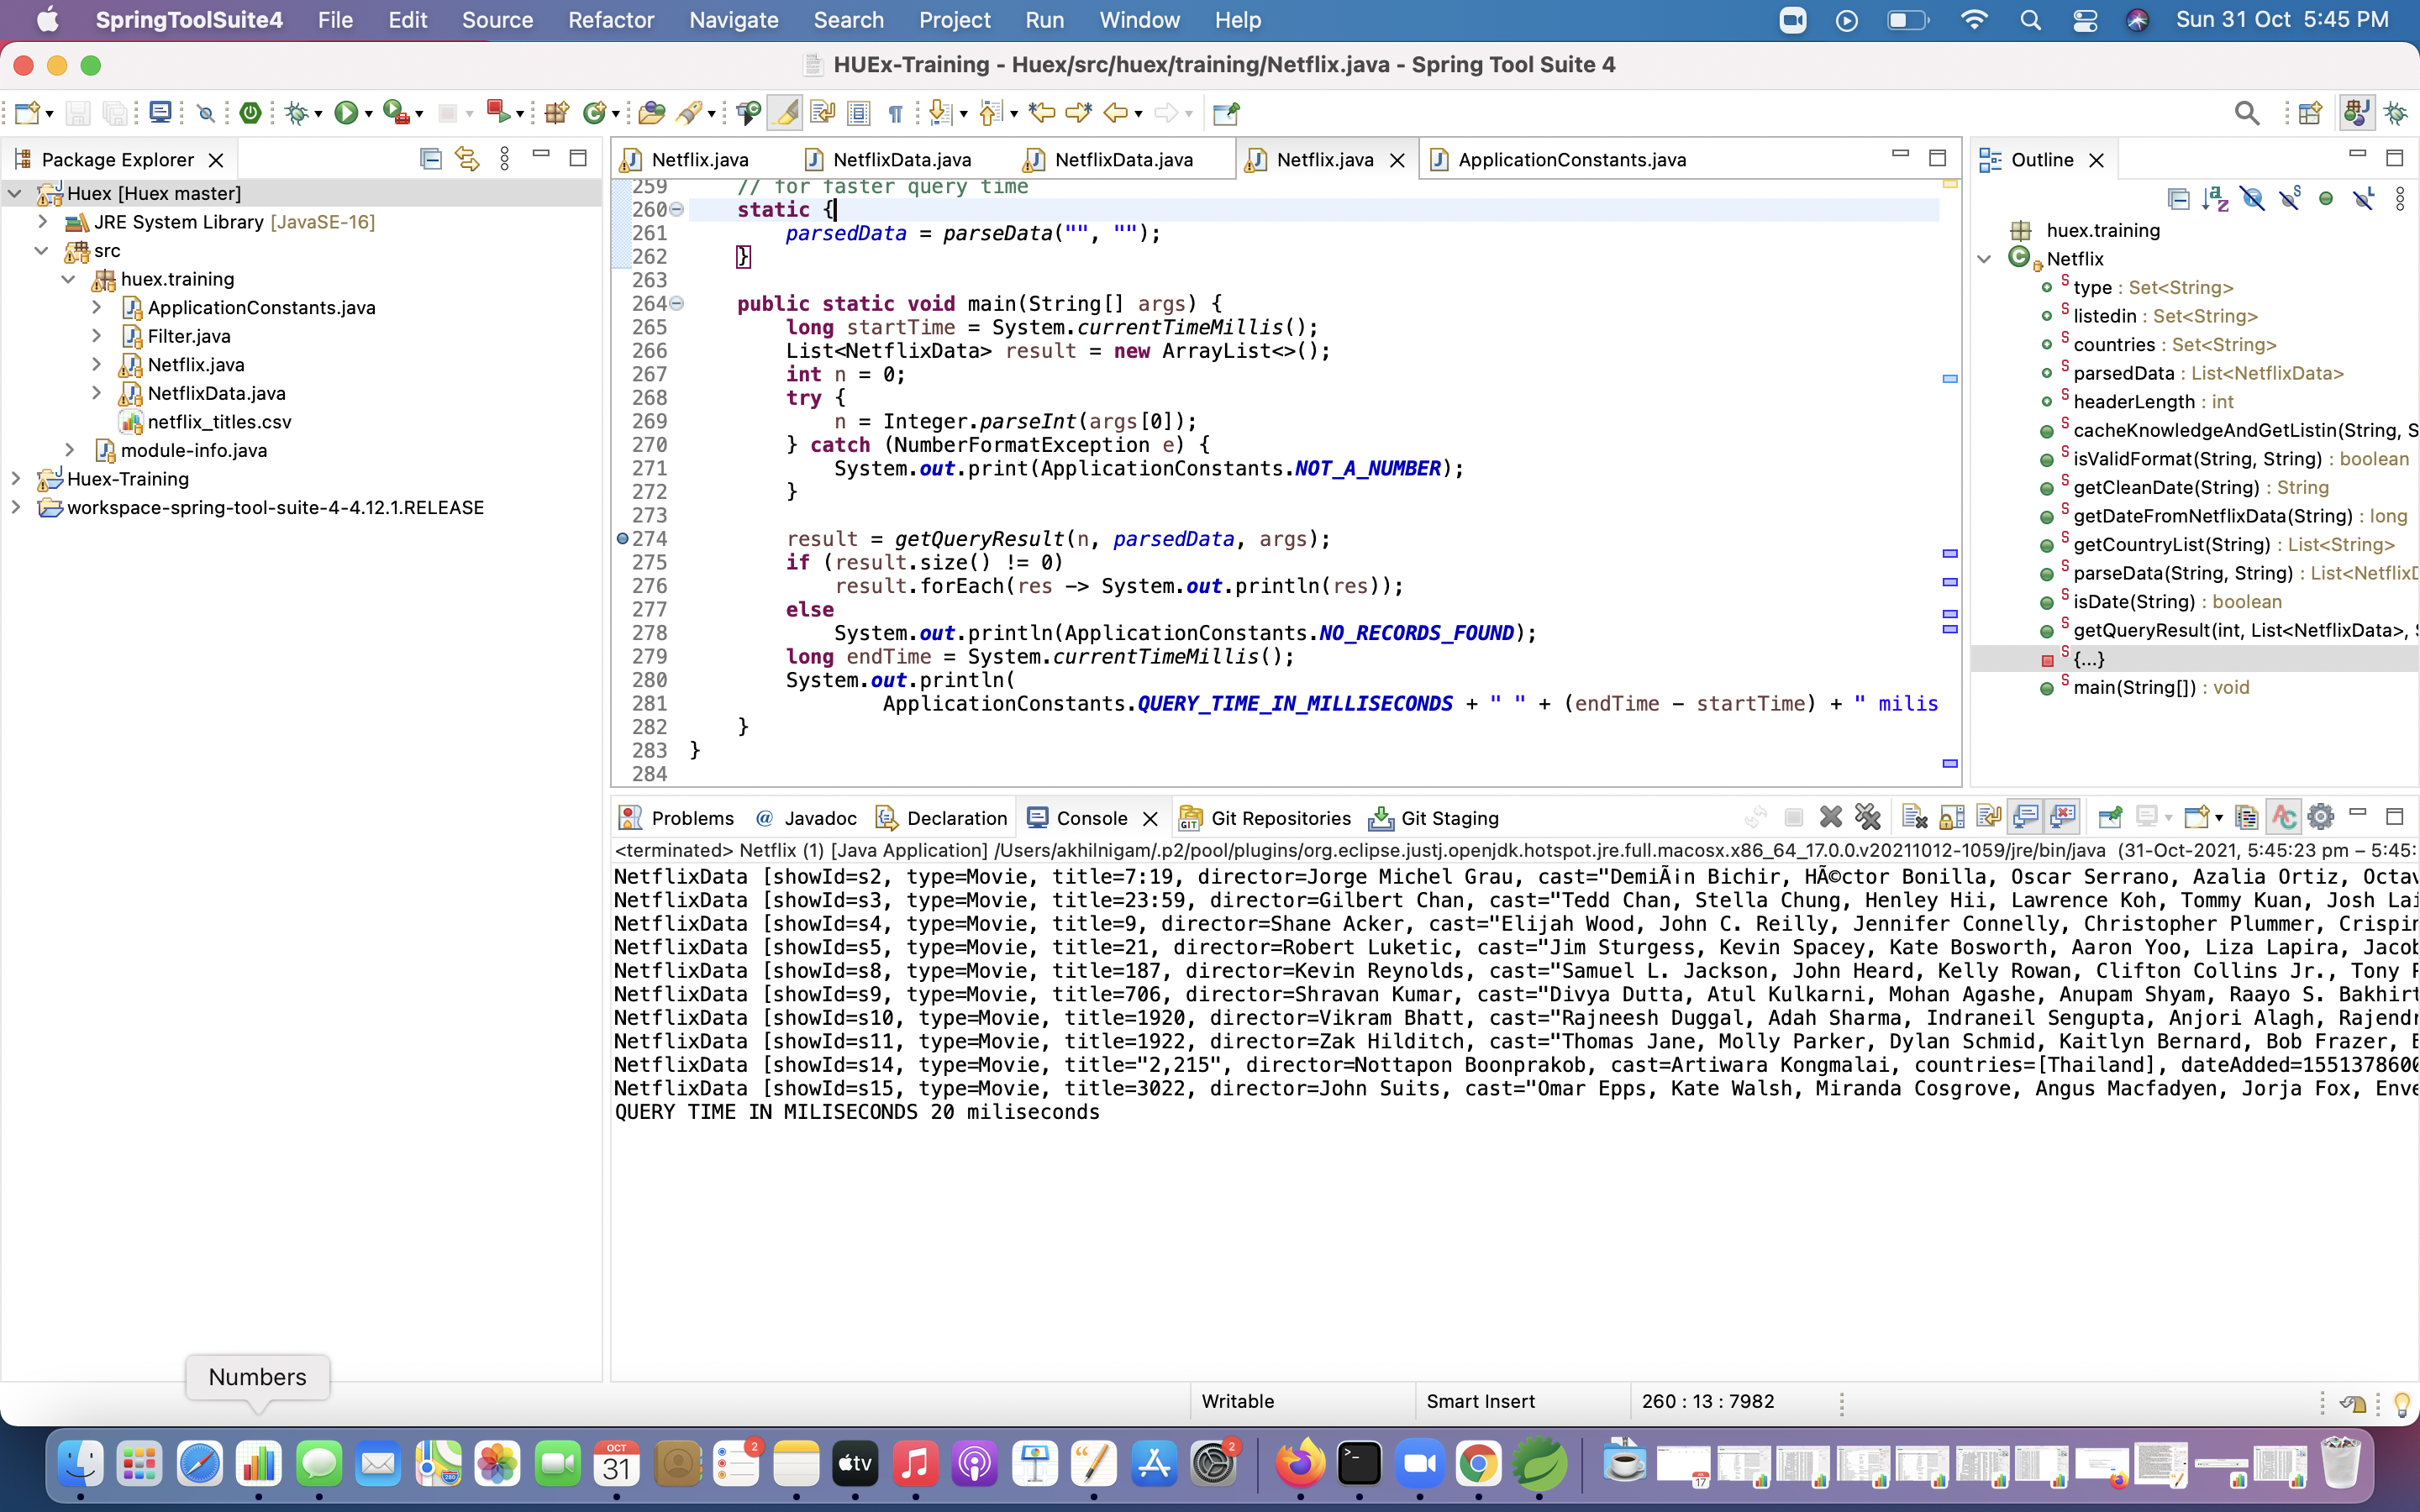 SpringToolSuite4 File Edit Source Refactor Navigate Search Project Run Window Help Sun 31 Oct 5:45 PM
HUEx-Training - Huex/src/huex/training/Netflix.java - Spring Tool Suite 4
Package Explorer
Huex [Huex master]
JRE System Library [JavaSE-16]
src
huex.training
ApplicationConstants.java
Filter.java
Netflix.java
NetflixData.java
netflix_titles.csv
module-info.java
Huex-Training
workspace-spring-tool-suite-4-4.12.1.RELEASE
Netflix.java NetflixData.java NetflixData.java Netflix.java ApplicationConstants.java
259 // for faster query time
260 static {
261 parsedData = parseData("", "");
262 }
263
264 public static void main(String[] args) {
265 long startTime = System.currentTimeMillis();
266 List<NetflixData> result = new ArrayList<>();
267 int n = 0;
268 try {
269 n = Integer.parseInt(args[0]);
270 } catch (NumberFormatException e) {
271 System.out.print(ApplicationConstants.NOT_A_NUMBER);
272 }
273
274 result = getQueryResult(n, parsedData, args);
275 if (result.size() != 0)
276 result.forEach(res -> System.out.println(res));
277 else
278 System.out.println(ApplicationConstants.NO_RECORDS_FOUND);
279 long endTime = System.currentTimeMillis();
280 System.out.println(
281 ApplicationConstants.QUERY_TIME_IN_MILLISECONDS + " " + (endTime - startTime) + " milis
282 }
283 }
284
Outline
huex.training
Netflix
type : Set<String>
listedin : Set<String>
countries : Set<String>
parsedData : List<NetflixData>
headerLength : int
cacheKnowledgeAndGetListin(String, S
isValidFormat(String, String) : boolean
getCleanDate(String) : String
getDateFromNetflixData(String) : long
getCountryList(String) : List<String>
parseData(String, String) : List<NetflixD
isDate(String) : boolean
getQueryResult(int, List<NetflixData>, S
{...}
main(String[]) : void
Problems Javadoc Declaration Console Git Repositories Git Staging
<terminated> Netflix (1) [Java Application] /Users/akhilnigam/.p2/pool/plugins/org.eclipse.justj.openjdk.hotspot.jre.full.macosx.x86_64_17.0.0.v20211012-1059/jre/bin/java (31-Oct-2021, 5:45:23 pm – 5:45:
NetflixData [showId=s2, type=Movie, title=7:19, director=Jorge Michel Grau, cast="DemiÃ¡n Bichir, HÃ©ctor Bonilla, Oscar Serrano, Azalia Ortiz, Octav
NetflixData [showId=s3, type=Movie, title=23:59, director=Gilbert Chan, cast="Tedd Chan, Stella Chung, Henley Hii, Lawrence Koh, Tommy Kuan, Josh Lai
NetflixData [showId=s4, type=Movie, title=9, director=Shane Acker, cast="Elijah Wood, John C. Reilly, Jennifer Connelly, Christopher Plummer, Crispin
NetflixData [showId=s5, type=Movie, title=21, director=Robert Luketic, cast="Jim Sturgess, Kevin Spacey, Kate Bosworth, Aaron Yoo, Liza Lapira, Jacob
NetflixData [showId=s8, type=Movie, title=187, director=Kevin Reynolds, cast="Samuel L. Jackson, John Heard, Kelly Rowan, Clifton Collins Jr., Tony P
NetflixData [showId=s9, type=Movie, title=706, director=Shravan Kumar, cast="Divya Dutta, Atul Kulkarni, Mohan Agashe, Anupam Shyam, Raayo S. Bakhirt
NetflixData [showId=s10, type=Movie, title=1920, director=Vikram Bhatt, cast="Rajneesh Duggal, Adah Sharma, Indraneil Sengupta, Anjori Alagh, Rajendr
NetflixData [showId=s11, type=Movie, title=1922, director=Zak Hilditch, cast="Thomas Jane, Molly Parker, Dylan Schmid, Kaitlyn Bernard, Bob Frazer, B
NetflixData [showId=s14, type=Movie, title="2,215", director=Nottapon Boonprakob, cast=Artiwara Kongmalai, countries=[Thailand], dateAdded=1551378600
NetflixData [showId=s15, type=Movie, title=3022, director=John Suits, cast="Omar Epps, Kate Walsh, Miranda Cosgrove, Angus Macfadyen, Jorja Fox, Enve
QUERY TIME IN MILISECONDS 20 miliseconds
Numbers
Writable Smart Insert 260 : 13 : 7982
OCT
31
2
tv
2
17